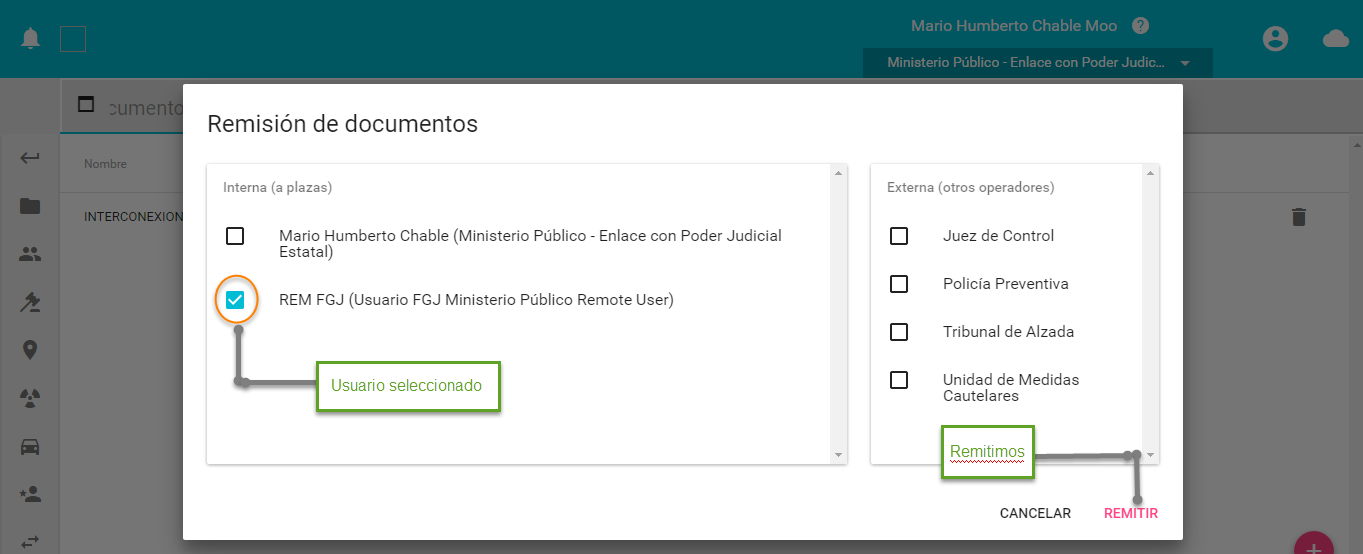 Mario Humberto Chable Moo ?
Ministerio Público - Enlace con Poder Judic...
cumento
Remisión de documentos
Nombre
INTERCONEXION
Interna (a plazas)
Mario Humberto Chable (Ministerio Público - Enlace con Poder Judicial
Estatal)
REM FGJ (Usuario FGJ Ministerio Público Remote User)
Usuario seleccionado
Externa (otros operadores)
Juez de Control
Policía Preventiva
Tribunal de Alzada
Unidad de Medidas
Cautelares
Remitimos
CANCELAR
REMITIR